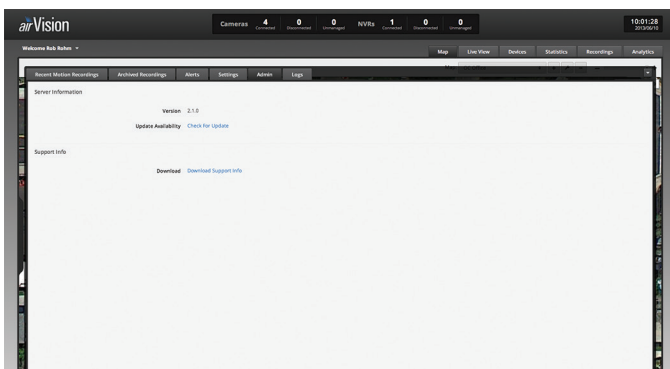 airVision
Cameras 4 Connected 0 Disconnected 0 Unmanaged NVRs 1 Connected 0 Disconnected 0 Unmanaged
10:01:28
2013/06/10
Welcome Rob Rohm
Map Live View Devices Statistics Recordings Analytics
Recent Motion Recordings Archived Recordings Alerts Settings Admin Logs
Server Information
Version 2.1.0
Update Availability Check For Update
Support Info
Download Download Support Info